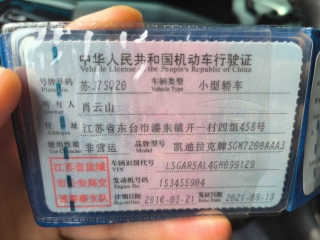 中华人民共和国机动车行驶证
Vehicle License of the People's Republic of China
号牌号码 苏J7SQ26 车辆类型 小型轿车
Plate No. Vehicle Type
所有人 肖云山
Owner
住址 江苏省东台市溱东镇开一村四组458号
Address
使用性质 非营运 品牌型号 凯迪拉克牌SGM7200AAA3
Use Character Model
江苏省盐城
市公安局交
通警察支队
车辆识别代号 LSGAR5AL4GH099129
VIN
发动机号码 153455904
Engine No.
注册日期 2016-03-21 发证日期 2021-09-18
Register Date Issue Date